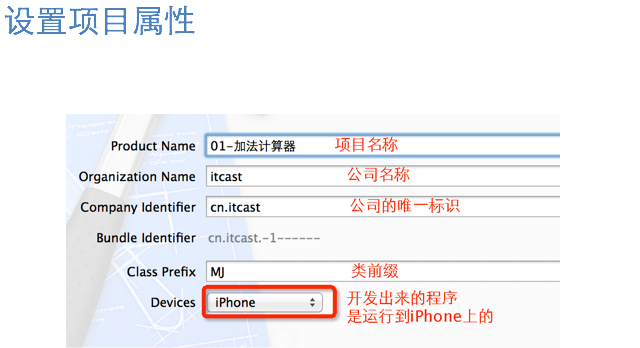 设置项目属性
Product Name 01-加法计算器 项目名称
Organization Name itcast 公司名称
Company Identifier cn.itcast 公司的唯一标识
Bundle Identifier cn.itcast.-1------
Class Prefix MJ 类前缀
Devices iPhone 开发出来的程序
是运行到iPhone上的